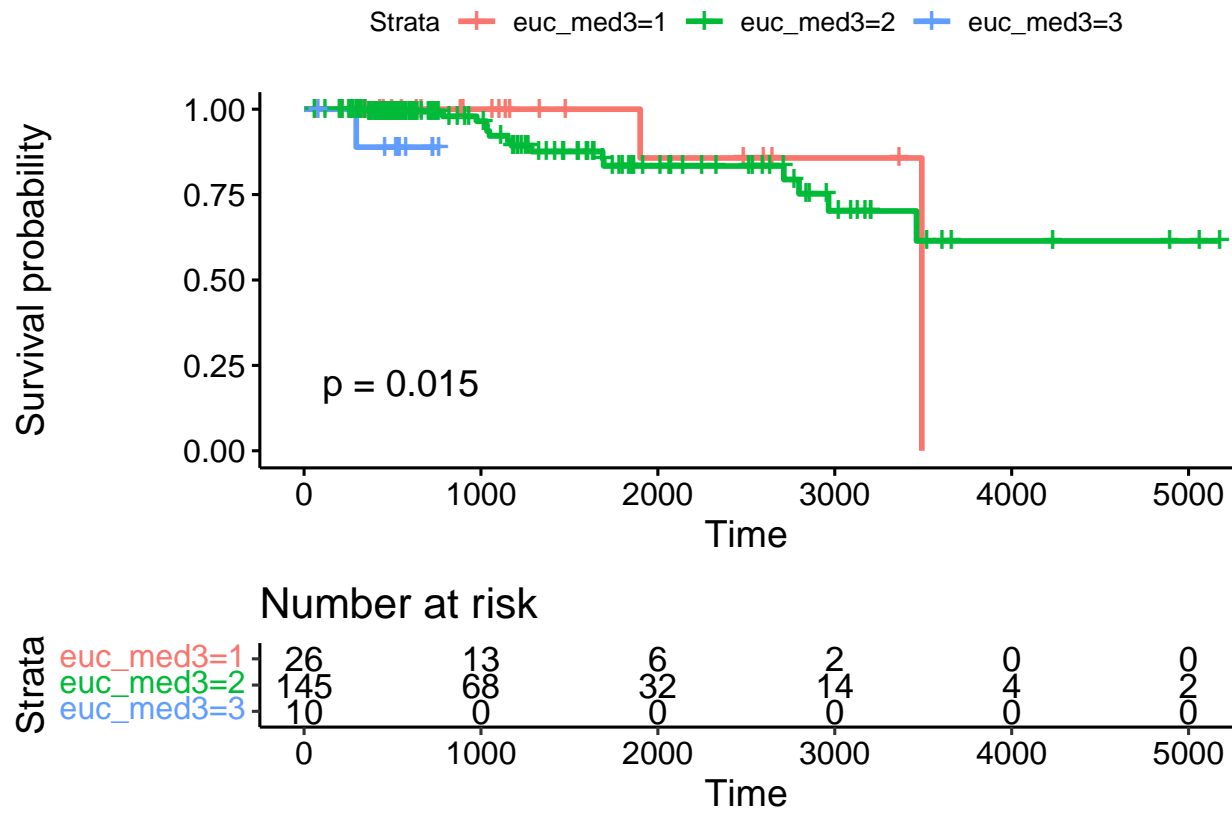 Strata euc_med3=1 euc_med3=2 euc_med3=3
Survival probability
1.00
0.75
0.50
0.25
0.00
p = 0.015
0 1000 2000 3000 4000 5000
Time
Number at risk
Strata
euc_med3=1 26 13 6 2 0 0
euc_med3=2 145 68 32 14 4 2
euc_med3=3 10 0 0 0 0 0
0 1000 2000 3000 4000 5000
Time